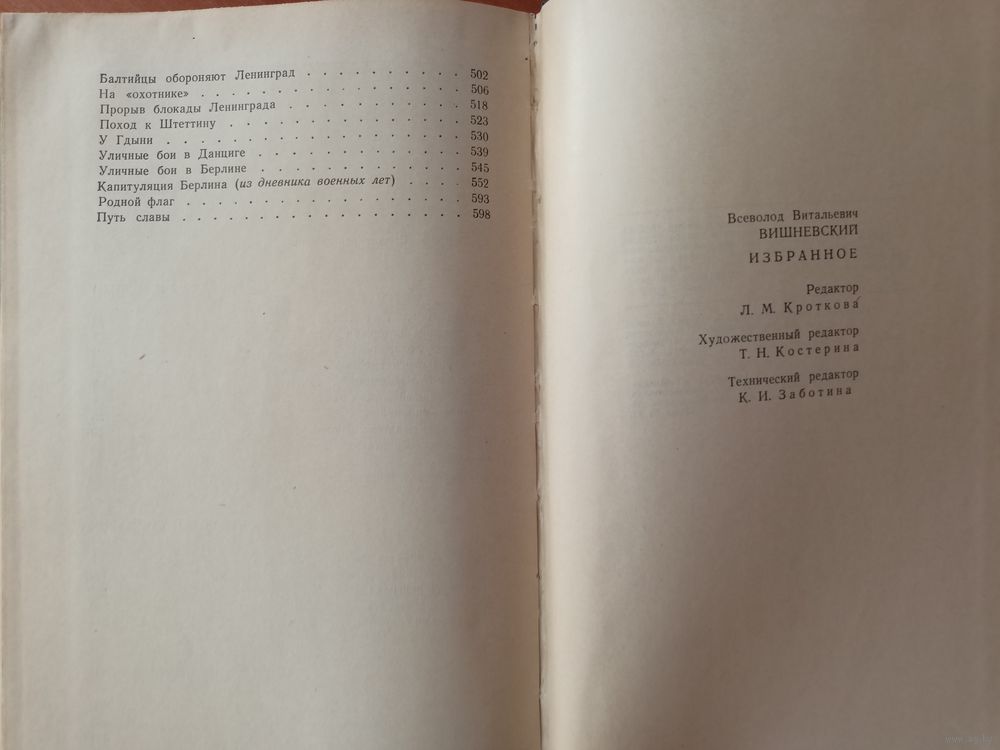 Балтийцы обороняют Ленинград . . . . . . . . . . 502
На «охотнике» . . . . . . . . . . . . . . . . 506
Прорыв блокады Ленинграда . . . . . . . . . . . 518
Поход к Штеттину . . . . . . . . . . . . . . 523
У Гдыни . . . . . . . . . . . . . . . . . 530
Уличные бои в Данциге . . . . . . . . . . . . 539
Уличные бои в Берлине . . . . . . . . . . . . 545
Капитуляция Берлина (из дневника военных лет) . . . . 552
Родной флаг . . . . . . . . . . . . . . . . 593
Путь славы . . . . . . . . . . . . . . . . 598
Всеволод Витальевич
ВИШНЕВСКИЙ
ИЗБРАННОЕ
Редактор
Л. М. Кроткова
Художественный редактор
Т. Н. Костерина
Технический редактор
К. И. Заботина